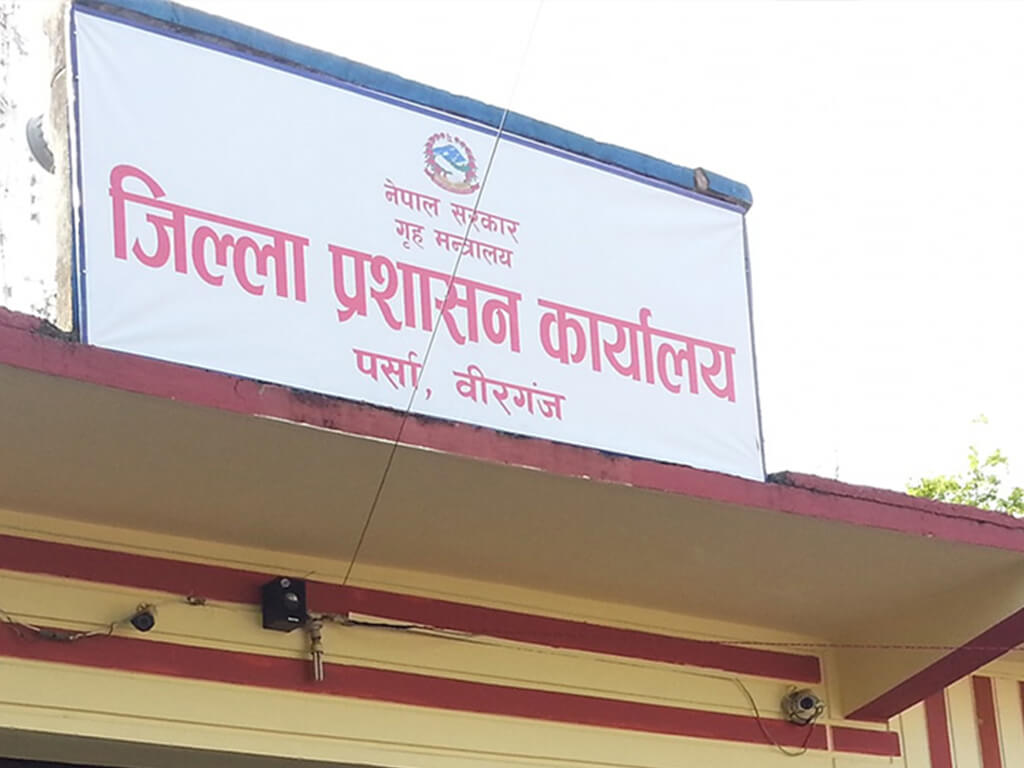 नेपाल सरकार
गृह मन्त्रालय
जिल्ला प्रशासन कार्यालय
पर्सा, वीरगंज